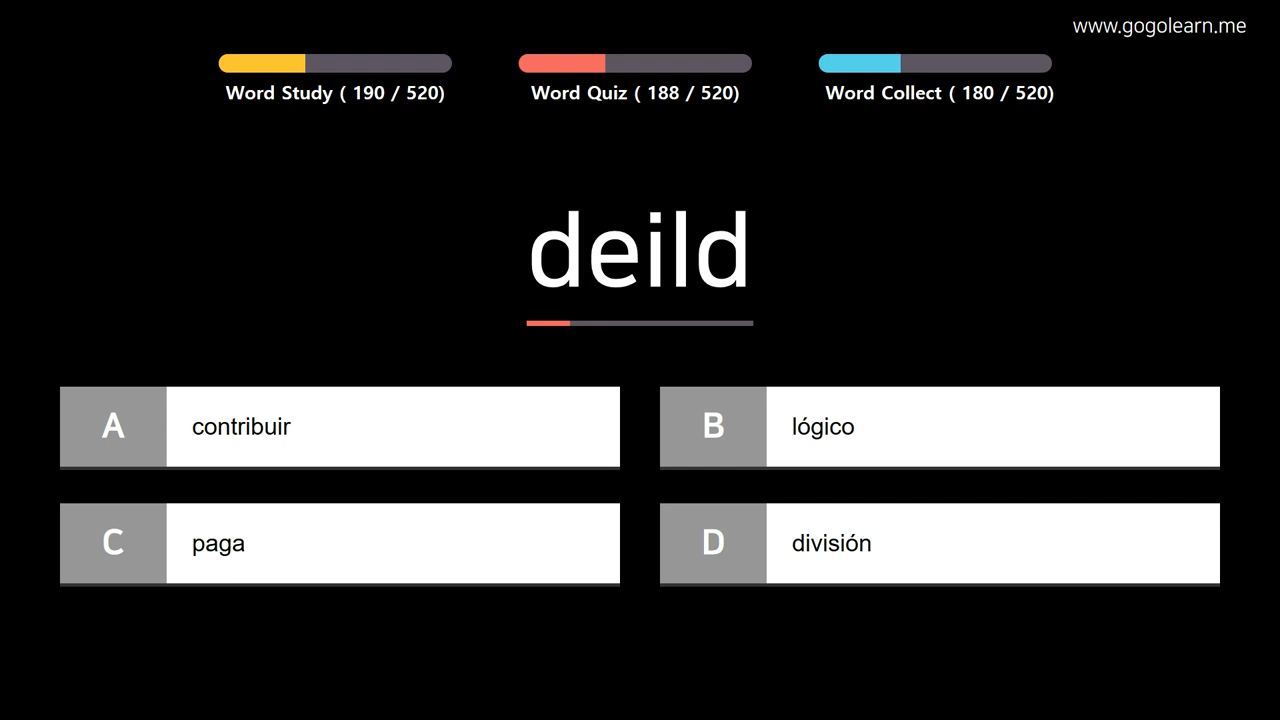 www.gogolearn.me
Word Study ( 190 / 520)
Word Quiz ( 188 / 520)
Word Collect ( 180 / 520)
deild
A contribuir
B lógico
C paga
D división